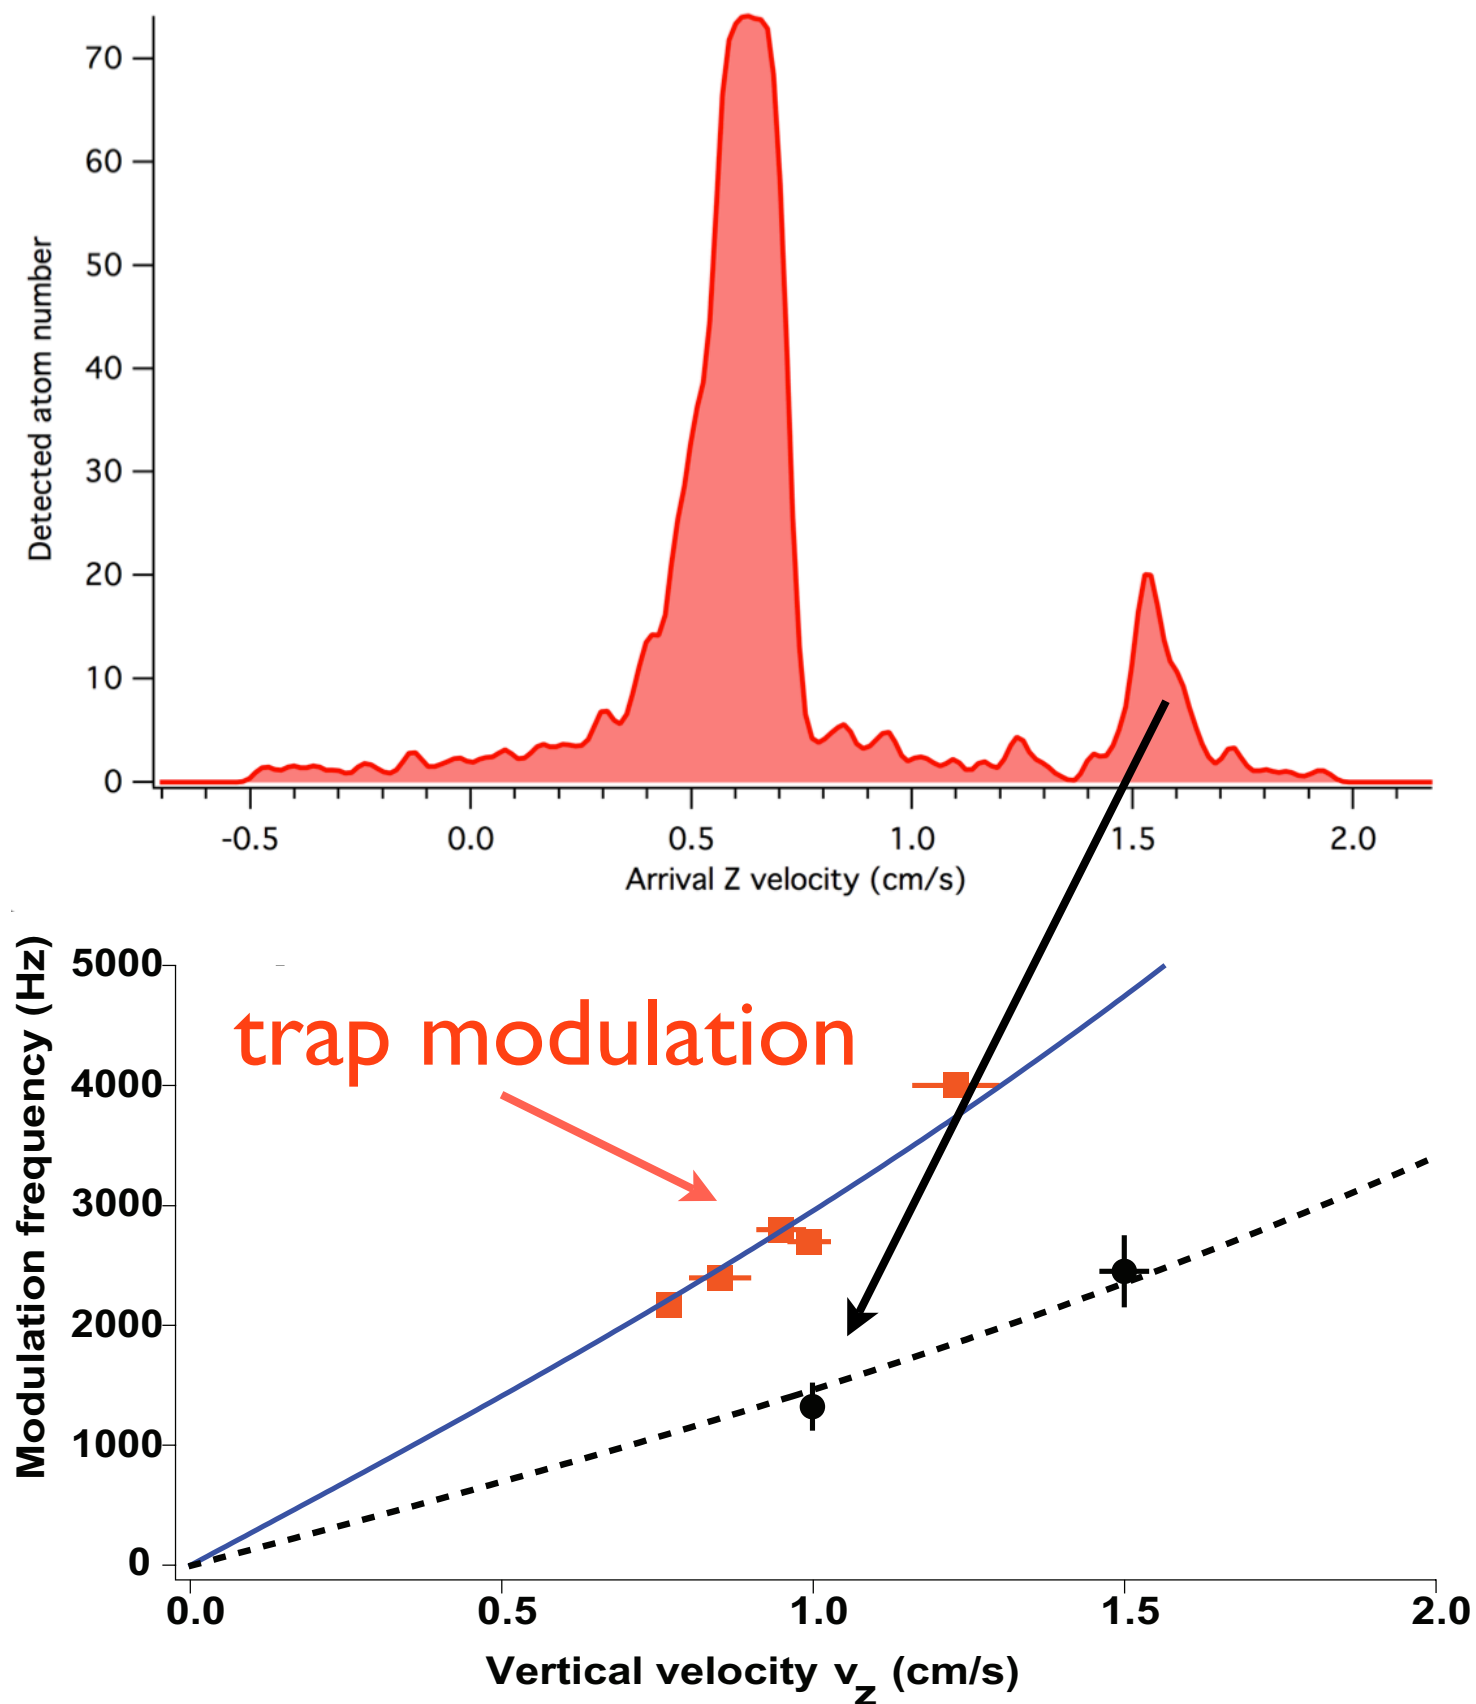 70
60
50
40
30
20
10
0
Detected atom number
-0.5 0.0 0.5 1.0 1.5 2.0
Arrival Z velocity (cm/s)
5000
4000
3000
2000
1000
0
Modulation frequency (Hz)
trap modulation
0.0 0.5 1.0 1.5 2.0
Vertical velocity vz (cm/s)